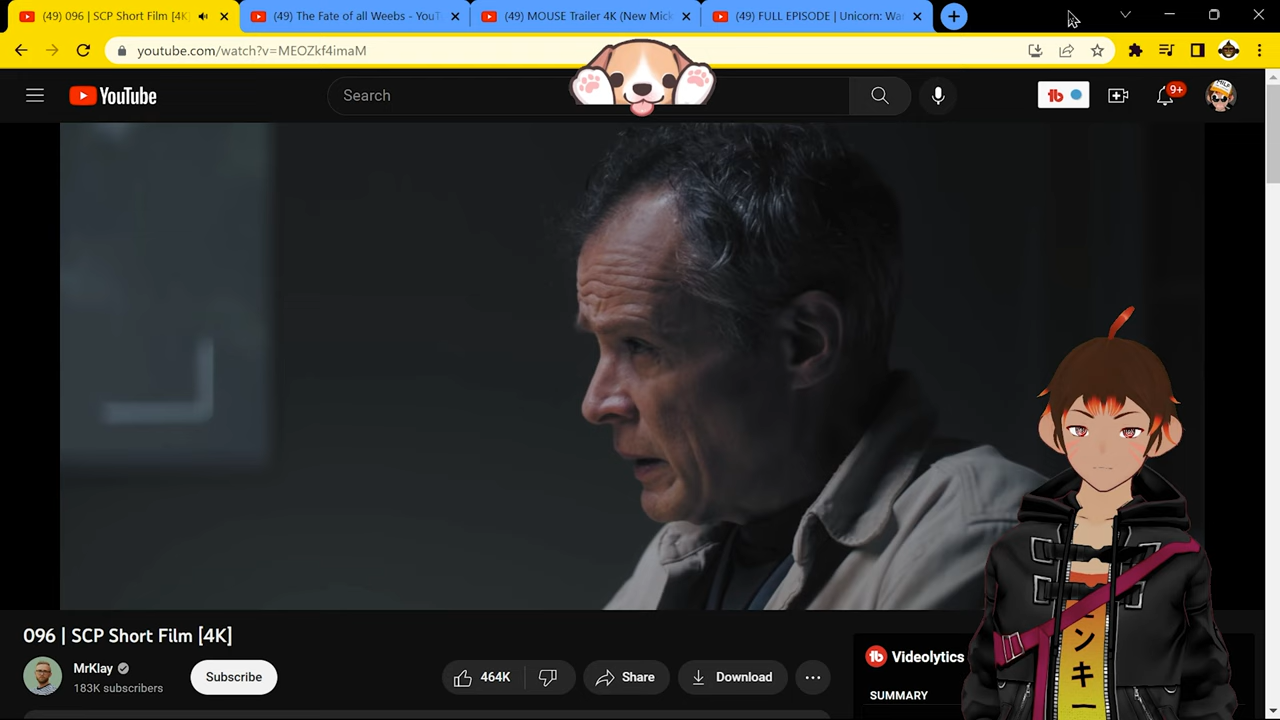 (49) 096 | SCP Short Film [4K]
(49) The Fate of all Weebs - YouT
(49) MOUSE Trailer 4K (New Mick
(49) FULL EPISODE | Unicorn: Wa
youtube.com/watch?v=MEOZkf4imaM
YouTube
Search
9+
096 | SCP Short Film [4K]
MrKlay
183K subscribers
Subscribe
464K
Share
Download
Videolytics
SUMMARY
ンキー